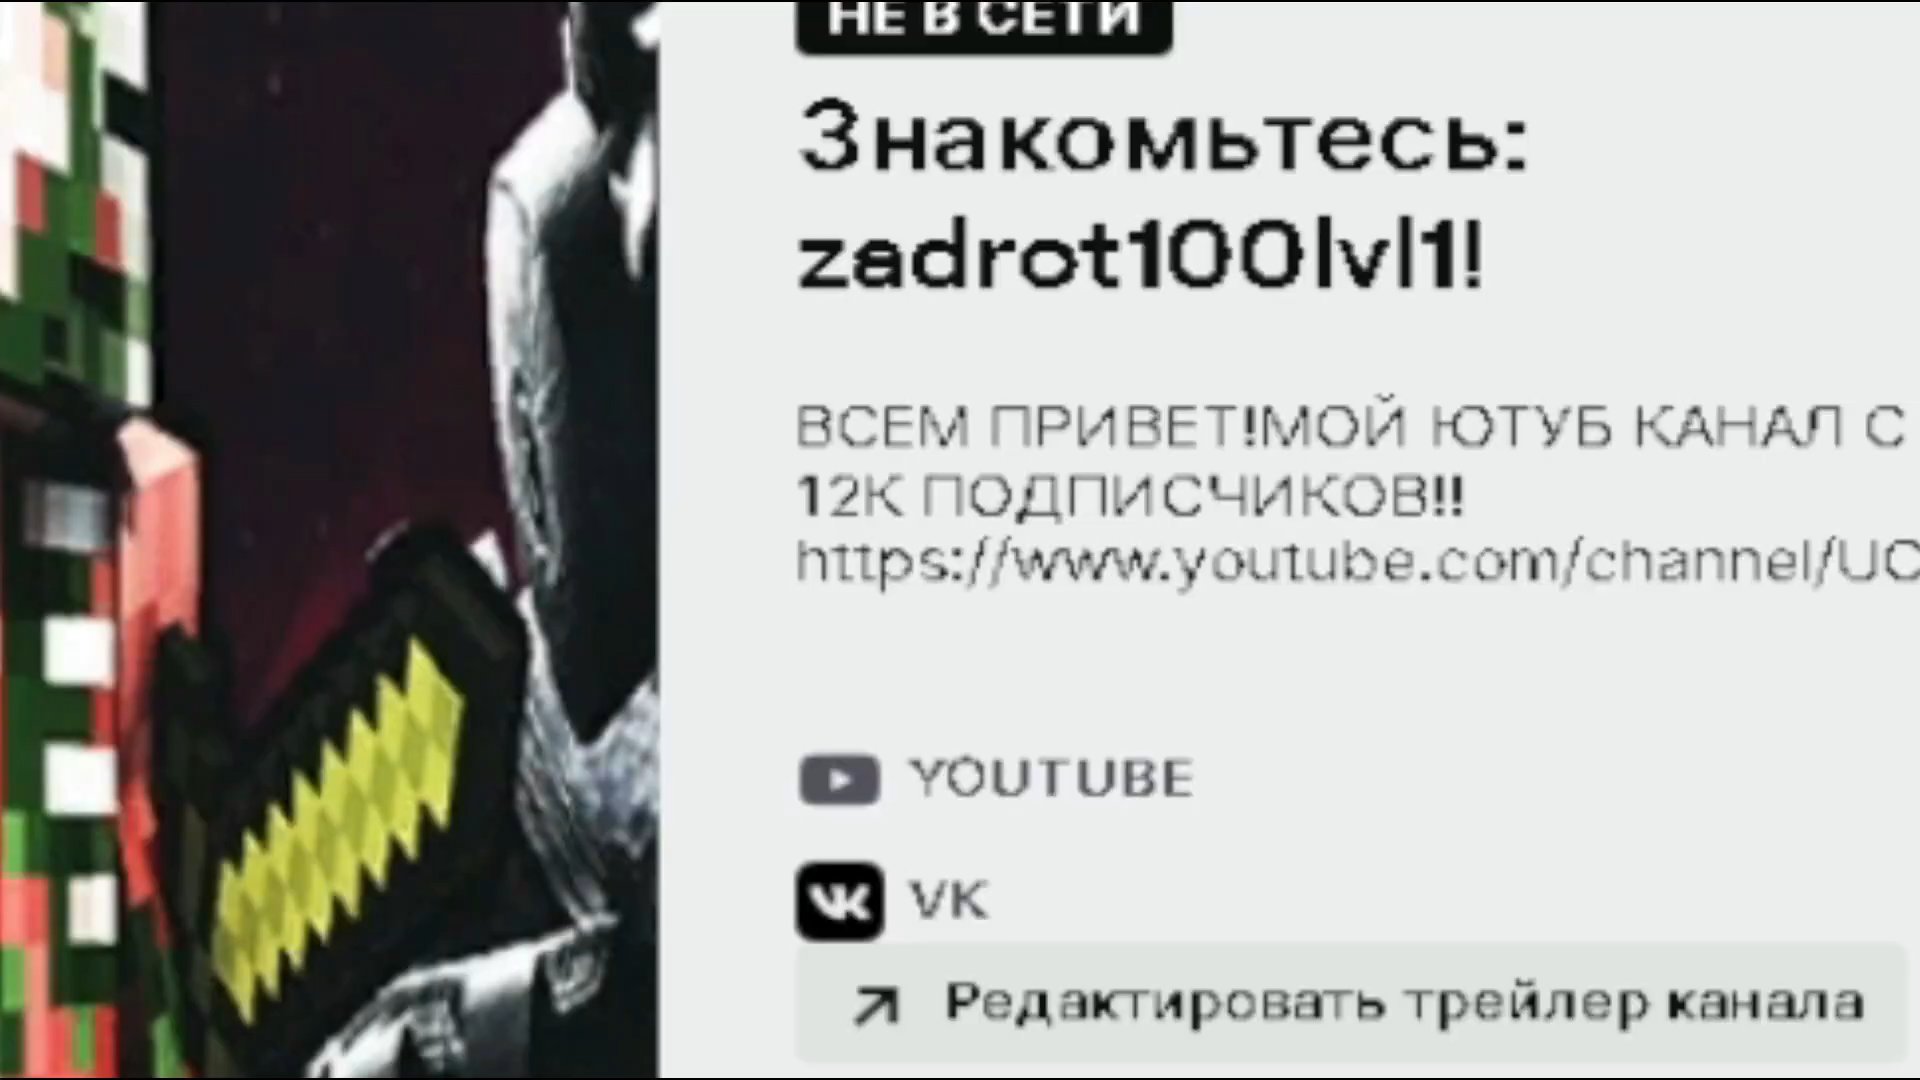 НЕ В СЕТИ
Знакомьтесь:
zadrot100lvl1!
ВСЕМ ПРИВЕТ!МОЙ ЮТУБ КАНАЛ С
12К ПОДПИСЧИКОВ!!
https://www.youtube.com/channel/UC
YOUTUBE
VK
Редактировать трейлер канала